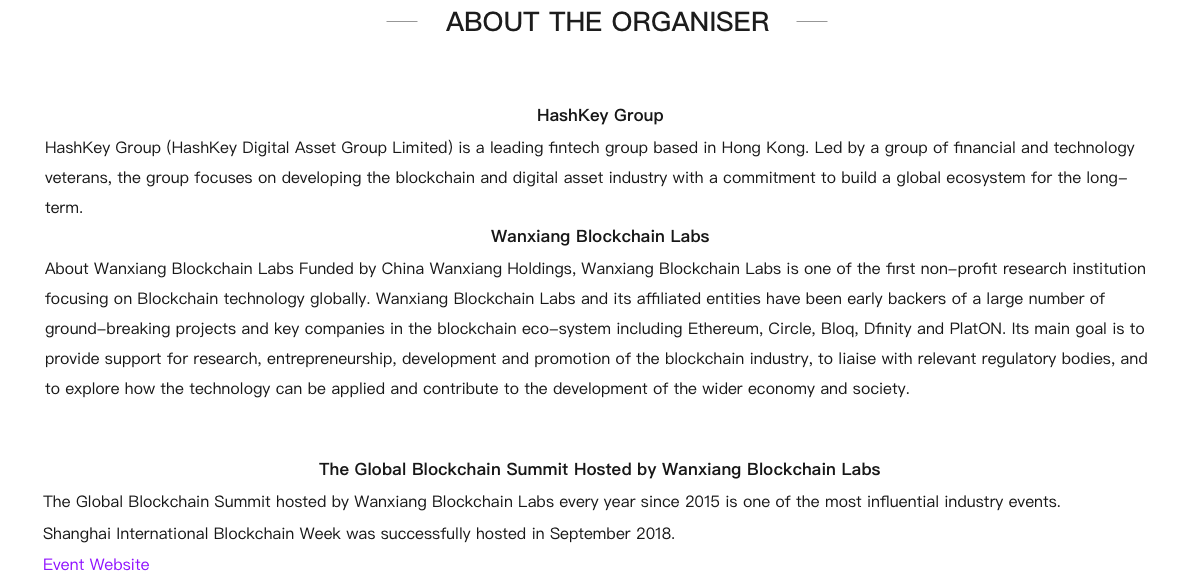 ABOUT THE ORGANISER
HashKey Group
HashKey Group (HashKey Digital Asset Group Limited) is a leading fintech group based in Hong Kong. Led by a group of financial and technology
veterans, the group focuses on developing the blockchain and digital asset industry with a commitment to build a global ecosystem for the long-
term.
Wanxiang Blockchain Labs
About Wanxiang Blockchain Labs Funded by China Wanxiang Holdings, Wanxiang Blockchain Labs is one of the first non-profit research institution
focusing on Blockchain technology globally. Wanxiang Blockchain Labs and its affiliated entities have been early backers of a large number of
ground-breaking projects and key companies in the blockchain eco-system including Ethereum, Circle, Bloq, Dfinity and PlatON. Its main goal is to
provide support for research, entrepreneurship, development and promotion of the blockchain industry, to liaise with relevant regulatory bodies, and
to explore how the technology can be applied and contribute to the development of the wider economy and society.
The Global Blockchain Summit Hosted by Wanxiang Blockchain Labs
The Global Blockchain Summit hosted by Wanxiang Blockchain Labs every year since 2015 is one of the most influential industry events.
Shanghai International Blockchain Week was successfully hosted in September 2018.
Event Website